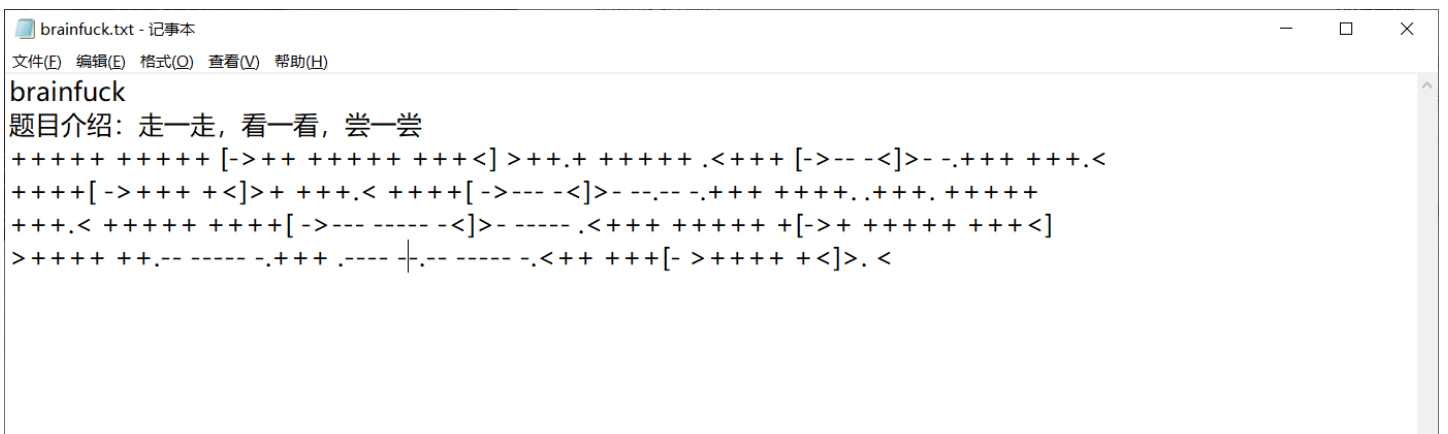 brainfuck.txt - 记事本
文件(F) 编辑(E) 格式(O) 查看(V) 帮助(H)
brainfuck
题目介绍：走一走，看一看，尝一尝
+++++ +++++ [->++ +++++ +++<] >++.+ +++++ .<+++ [->-- -<]>- -.+++ +++.<
++++[ ->+++ +<]>+ +++.< ++++[ ->--- -<]>- --.-- -.+++ ++++. .+++. +++++
+++.< +++++ ++++[ ->--- ----- -<]>- ----- .<+++ +++++ +[->+ +++++ +++<]
>++++ ++.-- ----- -.+++ .---- --.-- ----- -.<++ +++[- >++++ +<]>. <